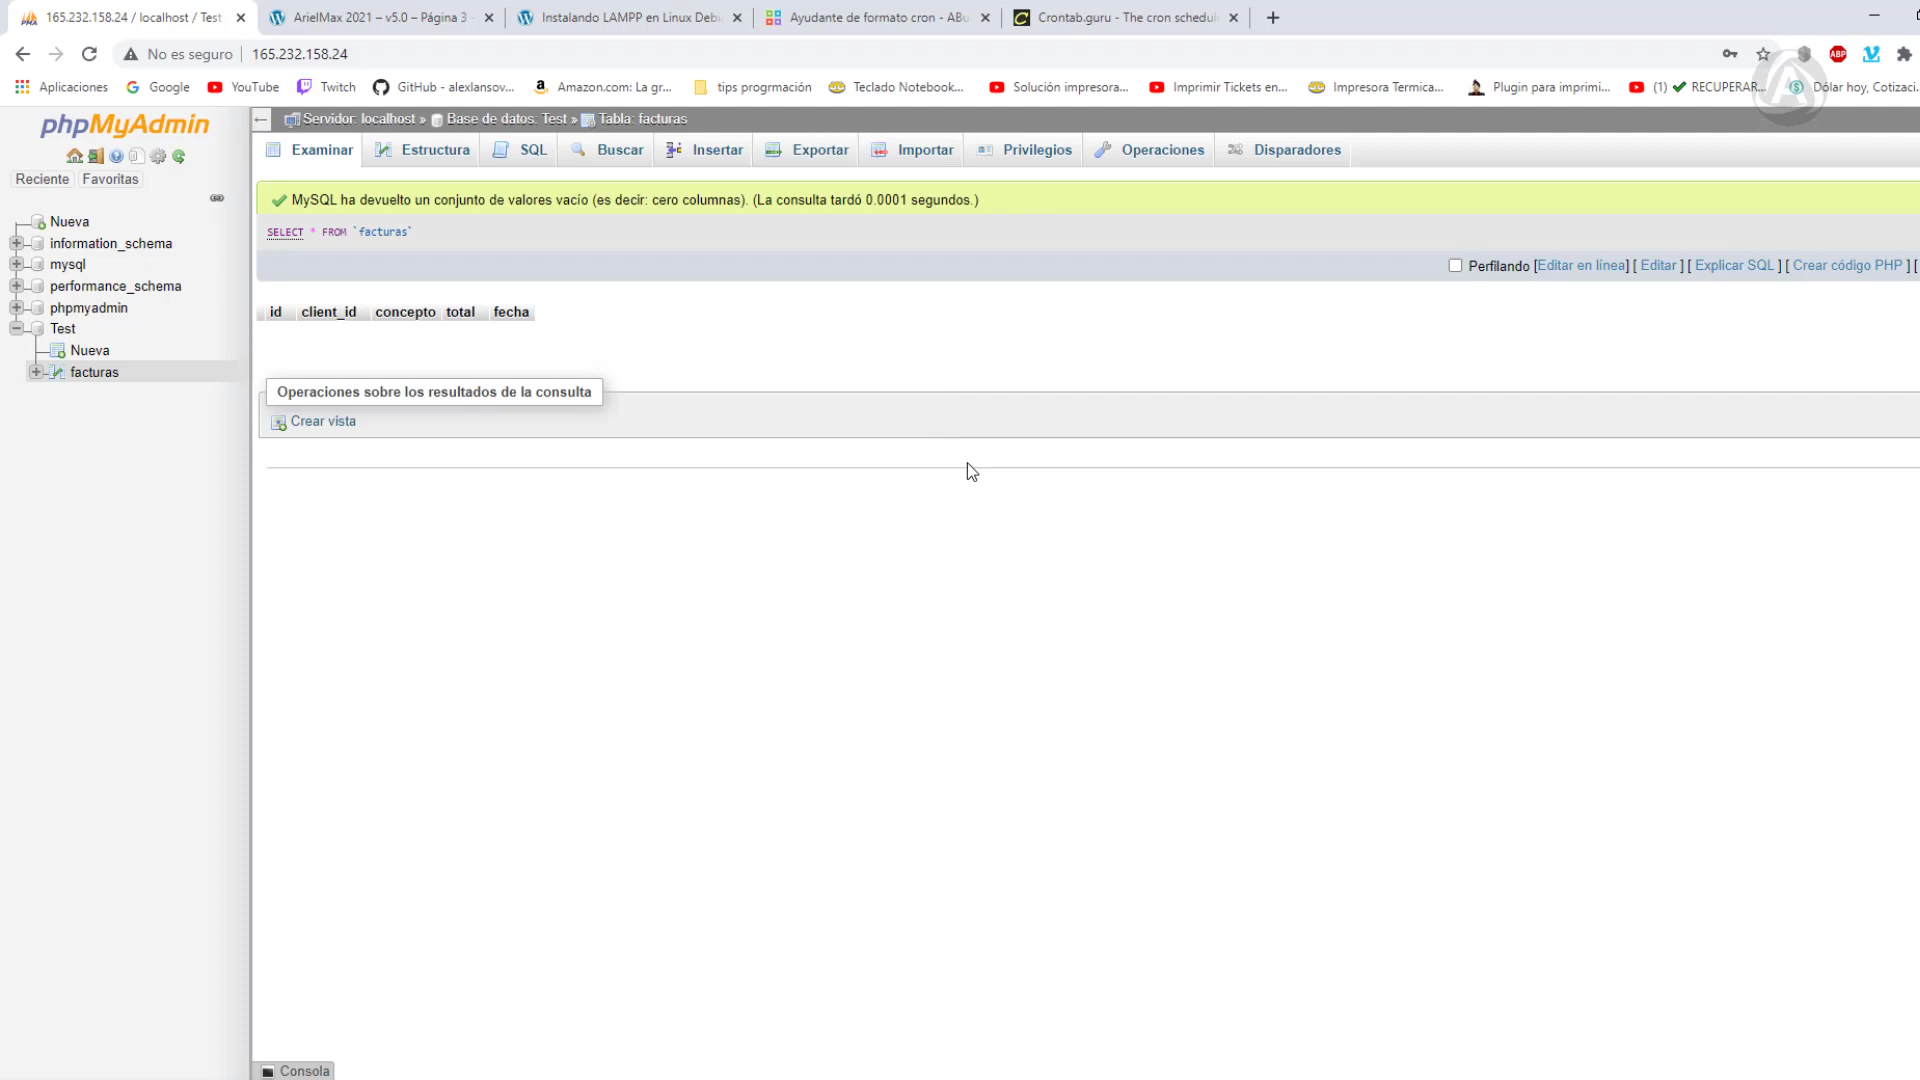 165.232.158.24 / localhost / Test
ArielMax 2021 – v5.0 – Página 3 -
Instalando LAMPP en Linux Debi
Ayudante de formato cron - ABu
Crontab.guru - The cron schedul
No es seguro
165.232.158.24
ABP
Aplicaciones
Google
YouTube
Twitch
GitHub - alexlansov...
Amazon.com: La gr...
tips progrmación
Teclado Notebook...
Solución impresora...
Imprimir Tickets en...
Impresora Termica...
Plugin para imprimi...
(1) ✔ RECUPERAR...
Dólar hoy, Cotizaci
phpMyAdmin
Reciente
Favoritas
Nueva
information_schema
mysql
performance_schema
phpmyadmin
Test
Nueva
facturas
Servidor: localhost » Base de datos: Test » Tabla: facturas
Examinar
Estructura
SQL
Buscar
Insertar
Exportar
Importar
Privilegios
Operaciones
Disparadores
MySQL ha devuelto un conjunto de valores vacío (es decir: cero columnas). (La consulta tardó 0.0001 segundos.)
SELECT * FROM `facturas`
Perfilando [Editar en línea] [ Editar ] [ Explicar SQL ] [ Crear código PHP ] [
id client_id concepto total fecha
Operaciones sobre los resultados de la consulta
Crear vista
Consola